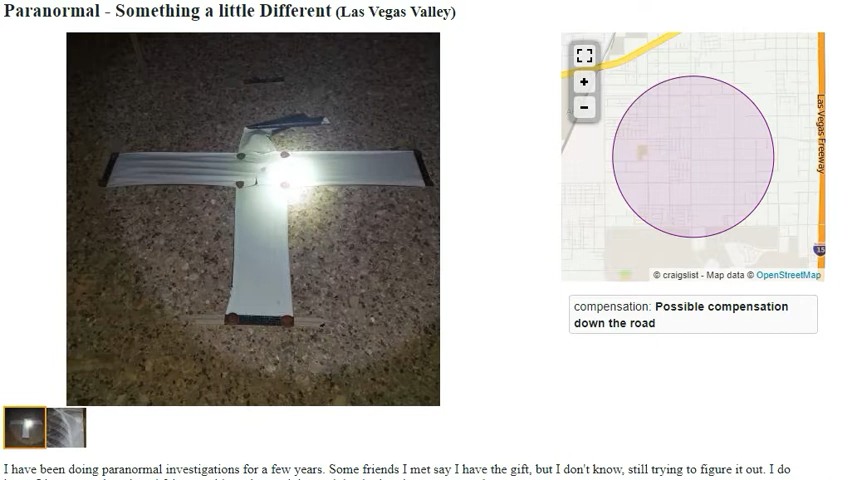 Paranormal - Something a little Different (Las Vegas Valley)
+
−
Las Vegas Freeway
15
© craigslist - Map data © OpenStreetMap
compensation: Possible compensation
down the road
I have been doing paranormal investigations for a few years. Some friends I met say I have the gift, but I don't know, still trying to figure it out. I do